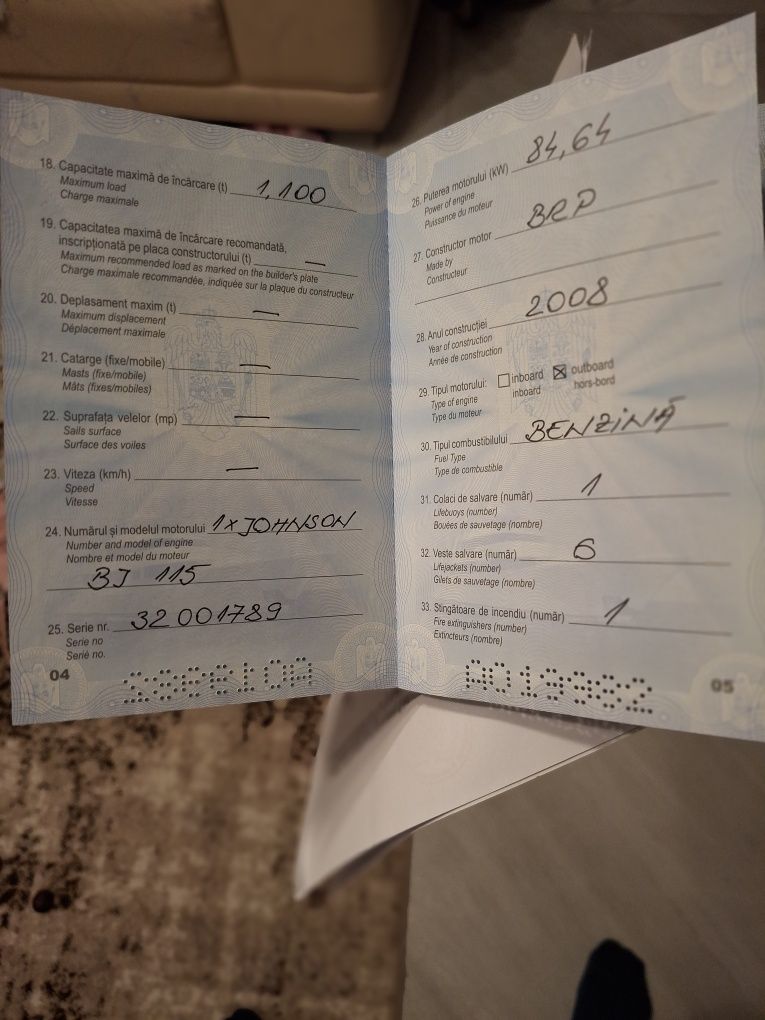 18. Capacitate maximă de încărcare (t) 1,100
Maximum load
Charge maximale
19. Capacitatea maximă de încărcare recomandată,
inscripționată pe placa constructorului (t) —
Maximum recommended load as marked on the builder's plate
Charge maximale recommandée, indiquée sur la plaque du constructeur
20. Deplasament maxim (t) —
Maximum displacement
Déplacement maximale
21. Catarge (fixe/mobile) —
Masts (fixe/mobile)
Mâts (fixes/mobiles)
22. Suprafața velelor (mp) —
Sails surface
Surface des voiles
23. Viteza (km/h) —
Speed
Vitesse
24. Numărul și modelul motorului 1x JOHNSON
Number and model of engine
Nombre et model du moteur
BJ 115
25. Serie nr. 32001789
Serie no
Serié no.
04
26. Puterea motorului (kW) 84,64
Power of engine
Puissance du moteur
27. Constructor motor BRP
Made by
Constructeur
28. Anul construcției 2008
Year of construction
Année de construction
29. Tipul motorului: ☐ inboard ☒ outboard
Type of engine inboard hors-bord
Type du moteur
30. Tipul combustibilului BENZINĂ
Fuel Type
Type de combustible
31. Colaci de salvare (număr) 1
Lifebuoys (number)
Bouées de sauvetage (nombre)
32. Veste salvare (număr) 6
Lifejackets (number)
Gilets de sauvetage (nombre)
33. Stingătoare de incendiu (număr) 1
Fire extinguishers (number)
Extincteurs (nombre)
05